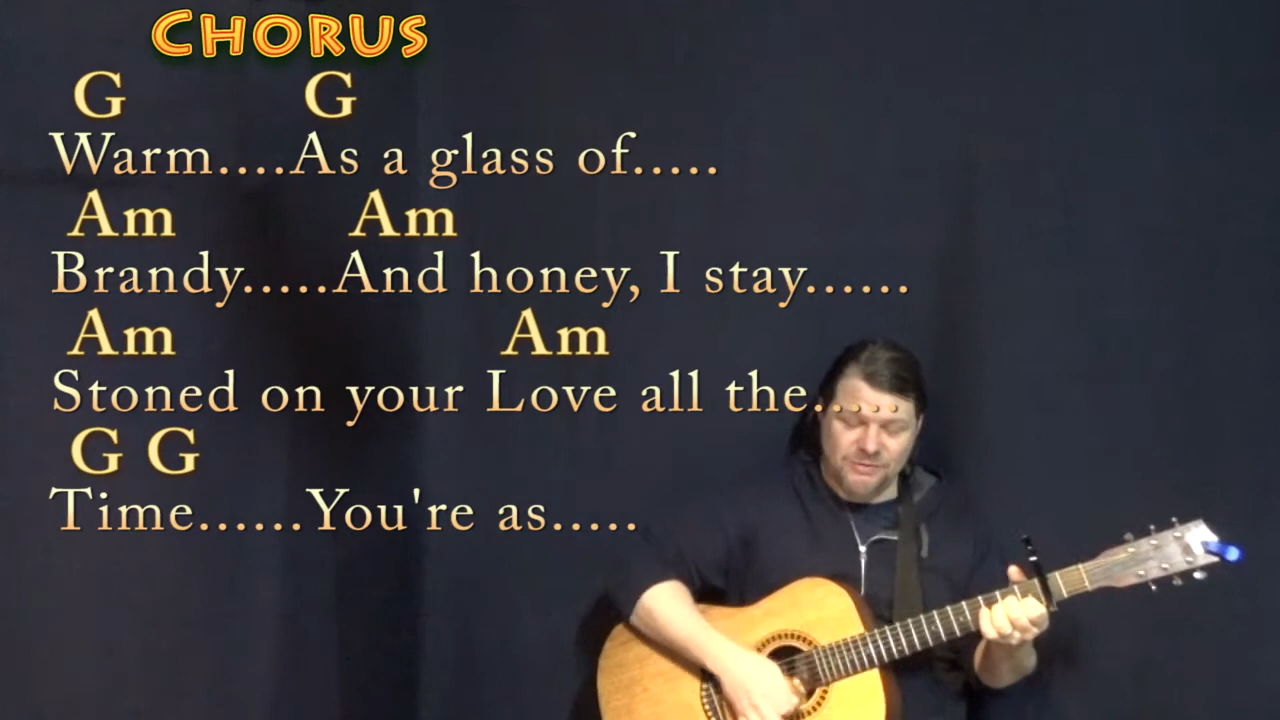 CHORUS
G G
Warm....As a glass of.....
Am Am
Brandy.....And honey, I stay......
Am Am
Stoned on your Love all the.....
G G
Time......You're as.....